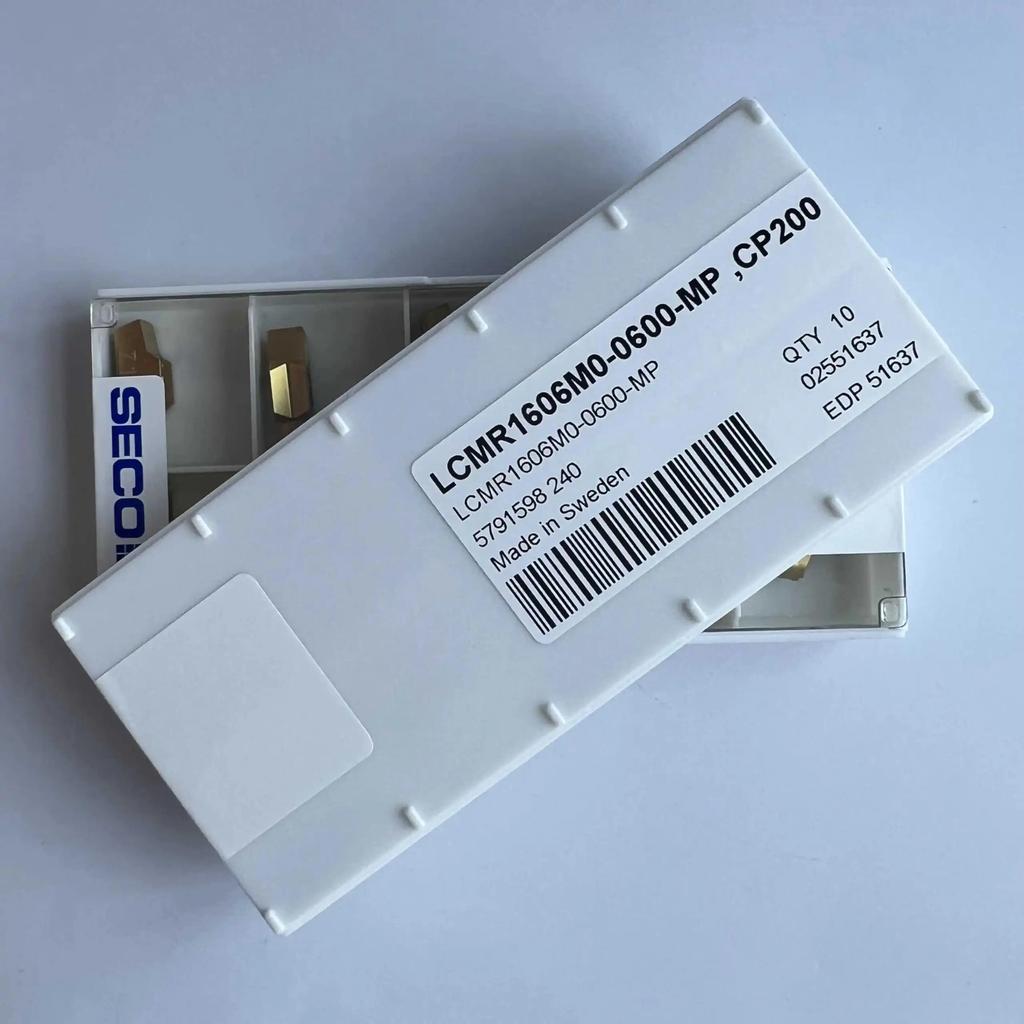 SECO
LCMR1606M0-0600-MP ,CP200
LCMR1606M0-0600-MP
5791598 240
QTY 10
Made in Sweden
02551637
EDP 51637